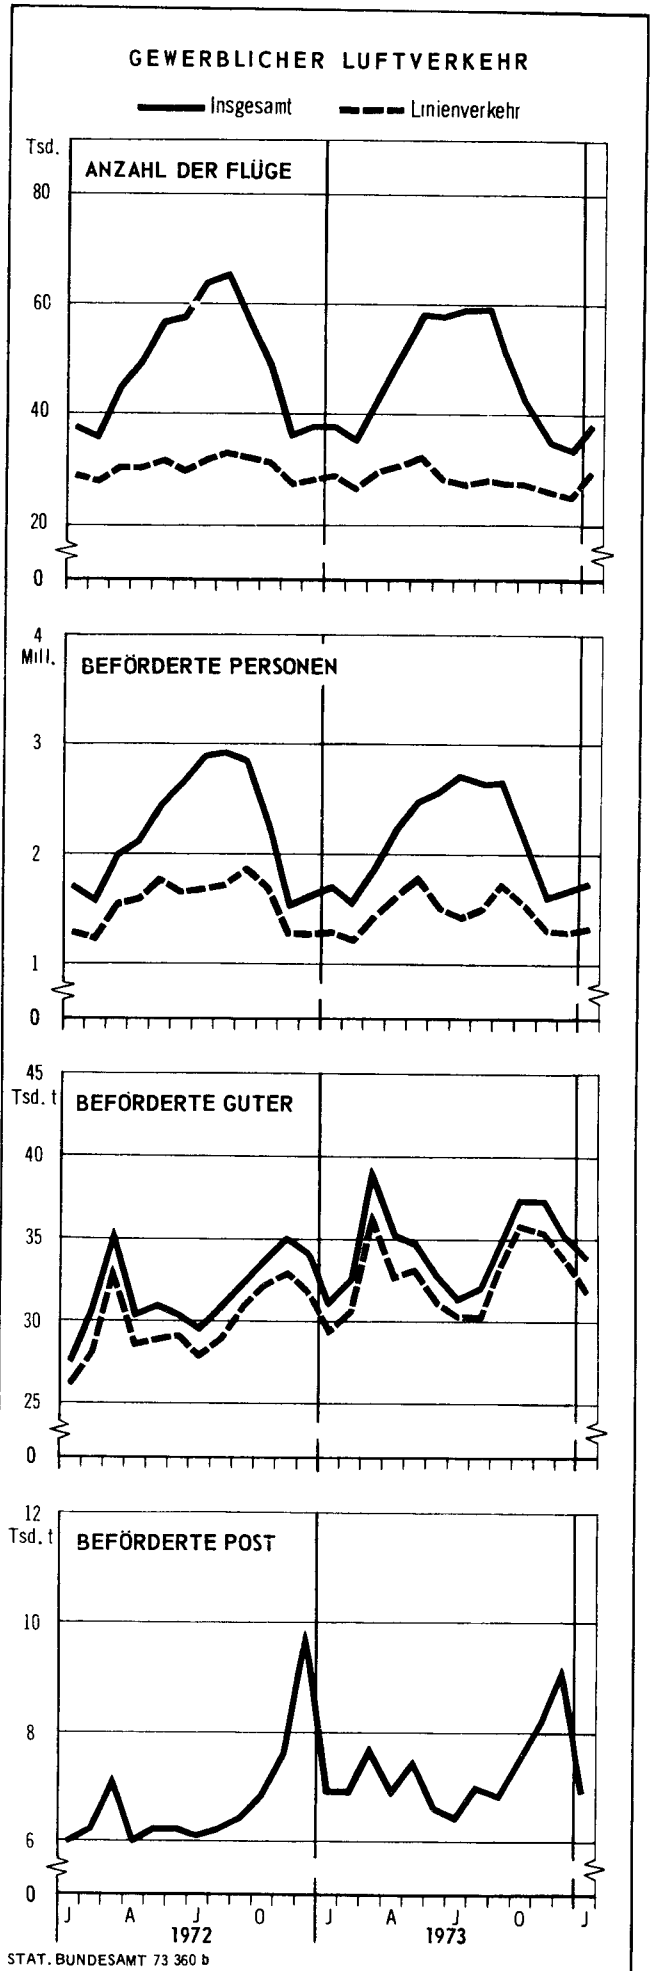 GEWERBLICHER LUFTVERKEHR
Insgesamt Linienverkehr
Tsd.
ANZAHL DER FLÜGE
80
60
40
20
0
4
Mill.
BEFÖRDERTE PERSONEN
3
2
1
0
45
Tsd. t
BEFÖRDERTE GUTER
40
35
30
25
0
12
Tsd. t
BEFÖRDERTE POST
10
8
6
0
J A J O J A J O J
1972 1973
STAT. BUNDESAMT 73 360 b